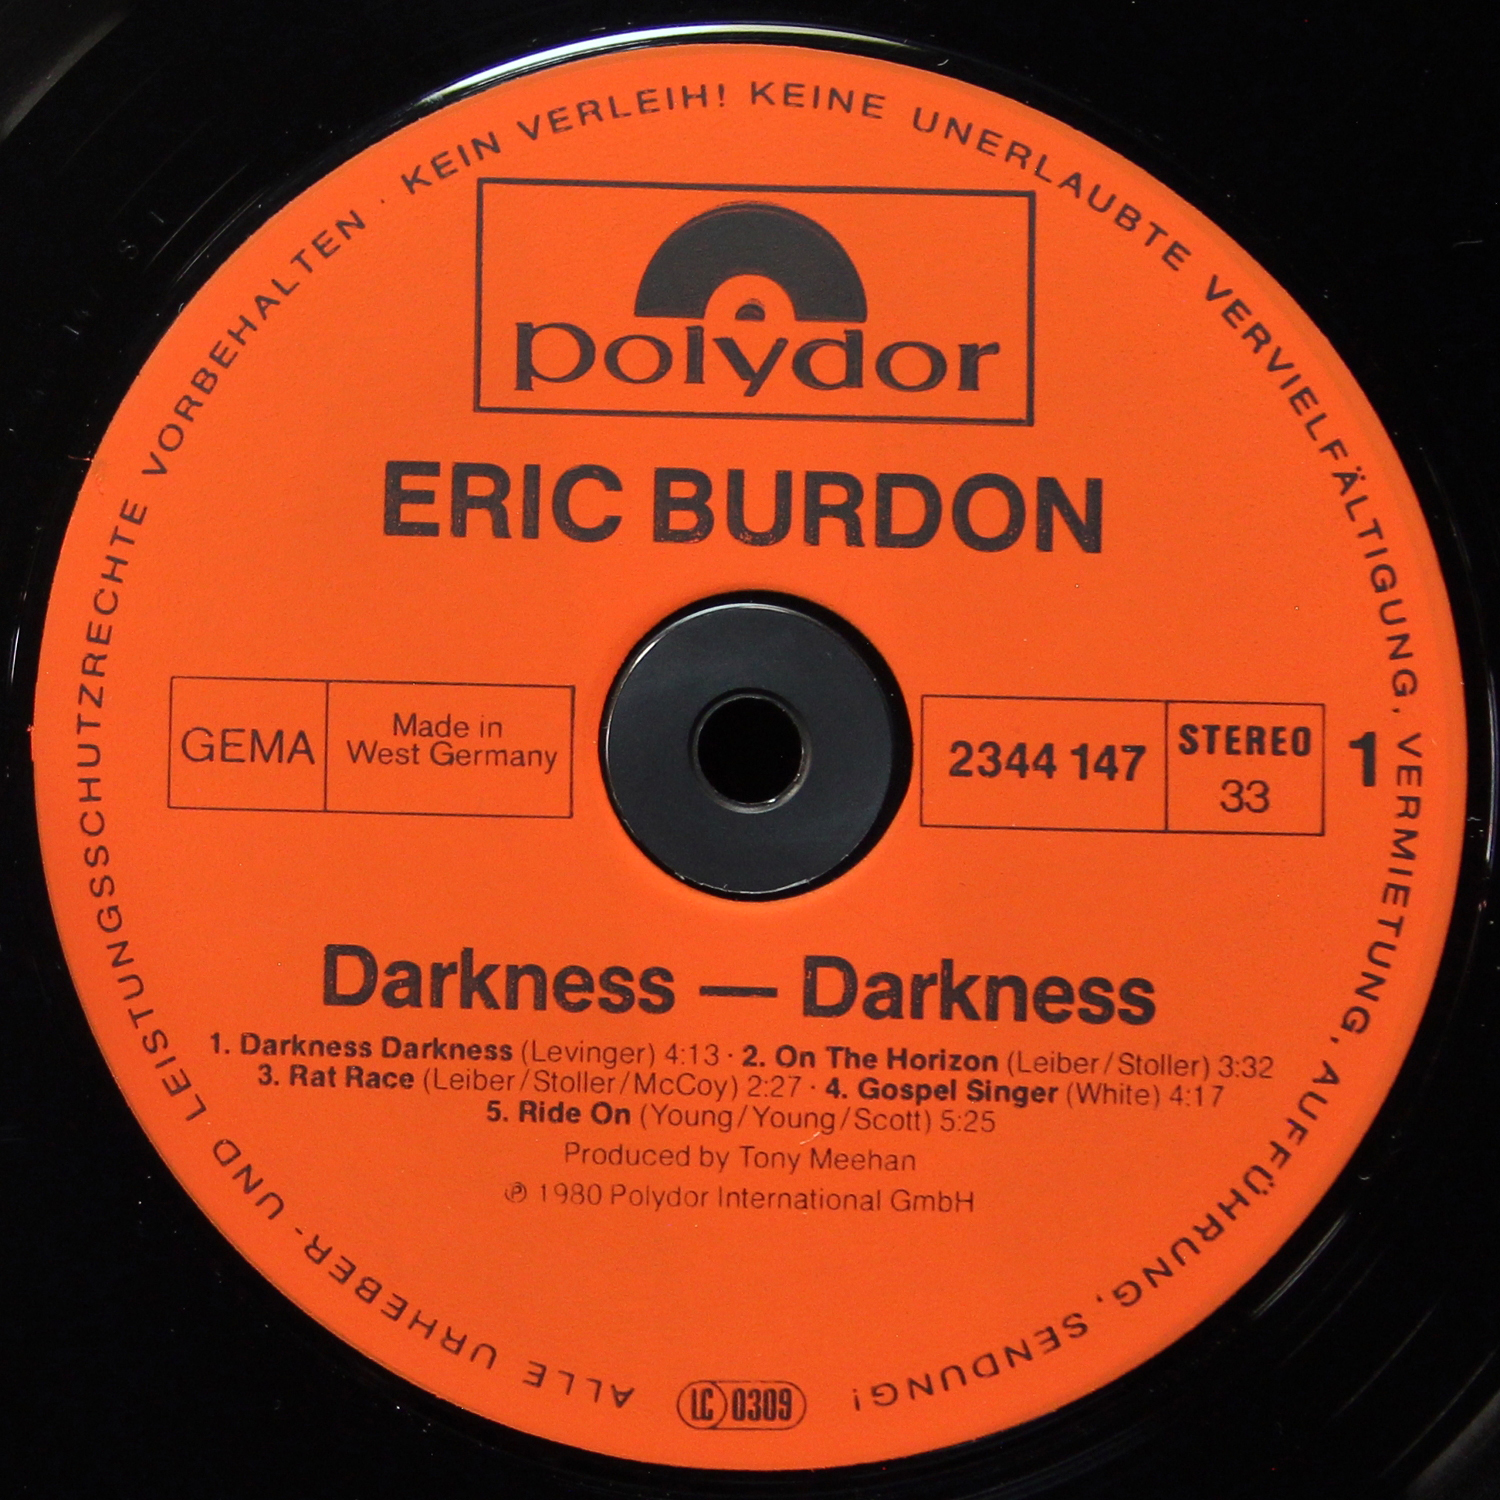 ALLE URHEBER- UND LEISTUNGSSCHUTZRECHTE VORBEHALTEN · KEIN VERLEIH! KEINE UNERLAUBTE VERVIELFÄLTIGUNG, VERMIETUNG, AUFFÜHRUNG, SENDUNG!
polydor
ERIC BURDON
GEMA
Made in
West Germany
2344 147
STEREO
33
1
Darkness — Darkness
1. Darkness Darkness (Levinger) 4:13 · 2. On The Horizon (Leiber/Stoller) 3:32
3. Rat Race (Leiber/Stoller/McCoy) 2:27 · 4. Gospel Singer (White) 4:17
5. Ride On (Young/Young/Scott) 5:25
Produced by Tony Meehan
℗ 1980 Polydor International GmbH
LC 0309